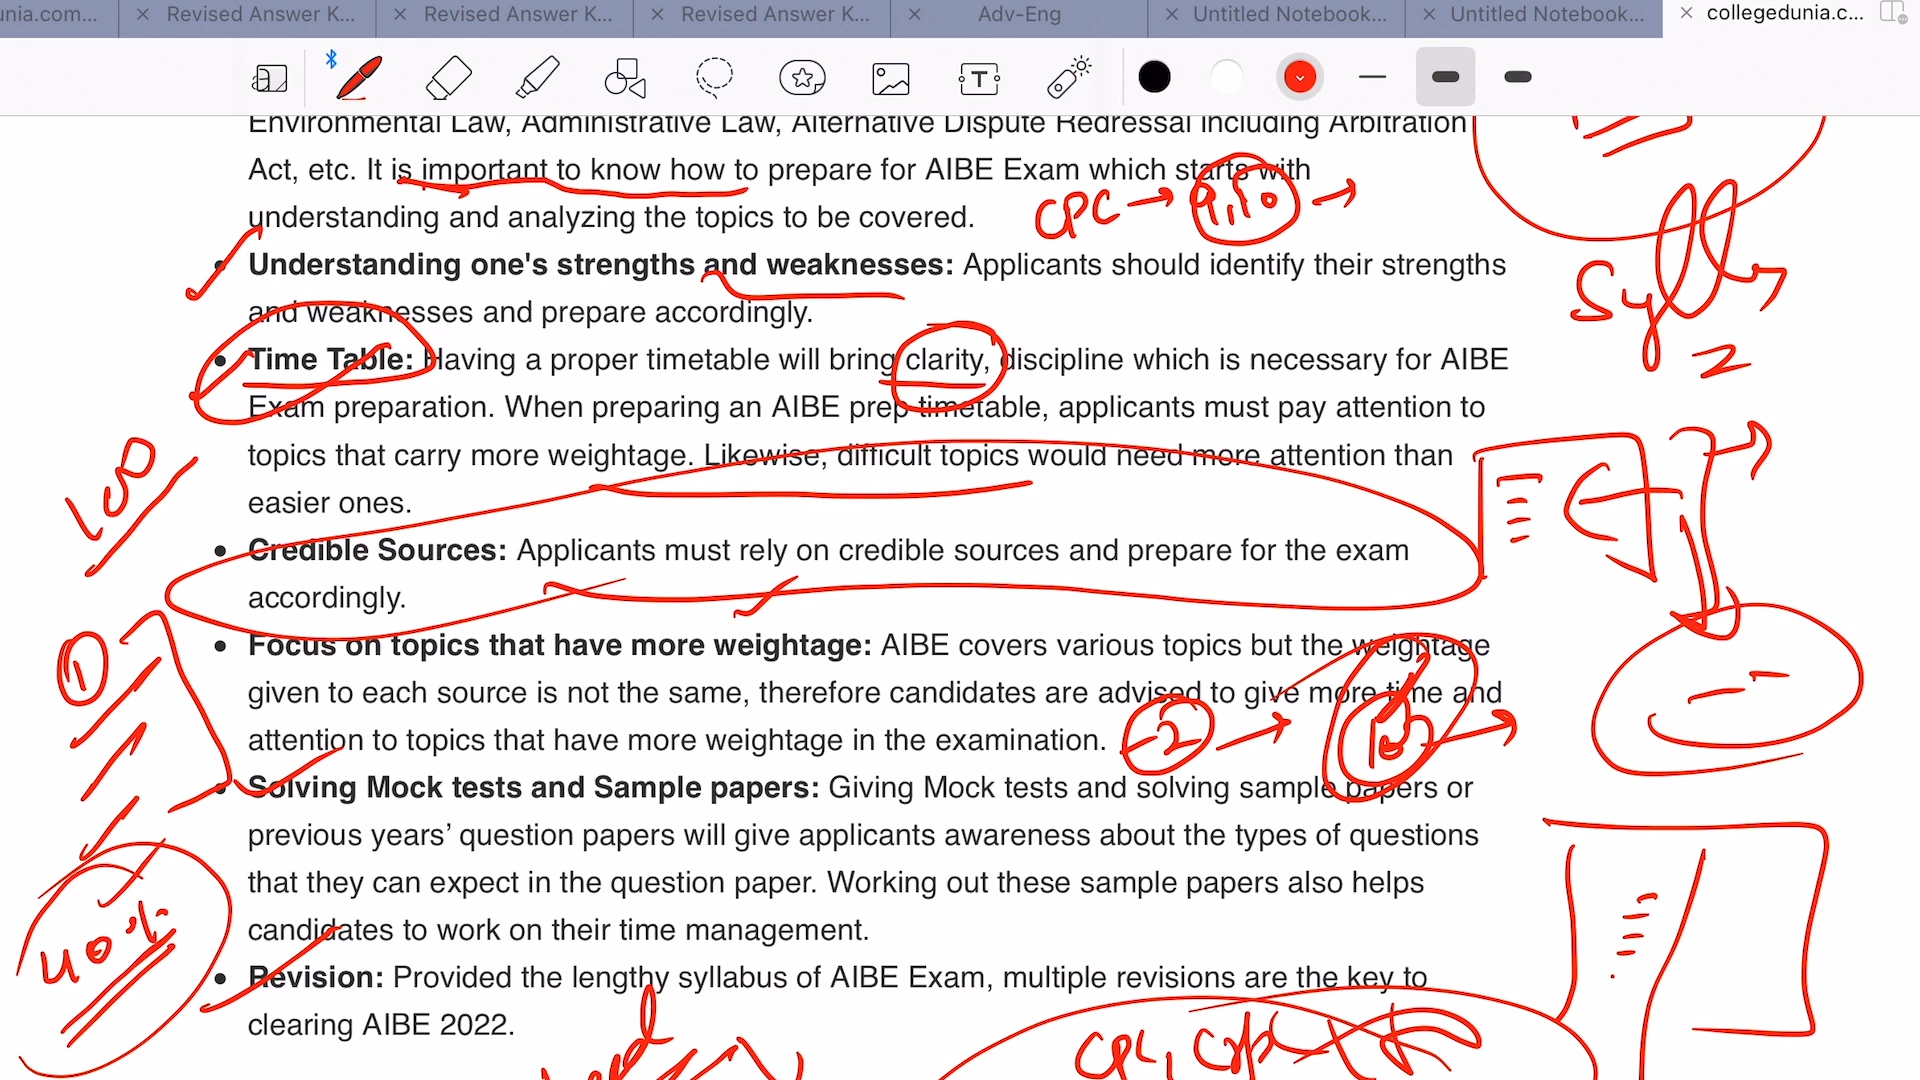 unia.com...
Revised Answer K...
Revised Answer K...
Revised Answer K...
Adv-Eng
Untitled Notebook...
Untitled Notebook...
collegedunia.c...
Environmental Law, Administrative Law, Alternative Dispute Redressal including Arbitration
Act, etc. It is important to know how to prepare for AIBE Exam which starts with
understanding and analyzing the topics to be covered.
CPC → 9,10 →
• Understanding one's strengths and weaknesses: Applicants should identify their strengths
and weaknesses and prepare accordingly.
• Time Table: Having a proper timetable will bring clarity, discipline which is necessary for AIBE
Exam preparation. When preparing an AIBE prep timetable, applicants must pay attention to
topics that carry more weightage. Likewise, difficult topics would need more attention than
easier ones.
100
• Credible Sources: Applicants must rely on credible sources and prepare for the exam
accordingly.
• Focus on topics that have more weightage: AIBE covers various topics but the weightage
given to each source is not the same, therefore candidates are advised to give more time and
attention to topics that have more weightage in the examination.
1
2 →
10
• Solving Mock tests and Sample papers: Giving Mock tests and solving sample papers or
previous years’ question papers will give applicants awareness about the types of questions
that they can expect in the question paper. Working out these sample papers also helps
candidates to work on their time management.
40%
• Revision: Provided the lengthy syllabus of AIBE Exam, multiple revisions are the key to
clearing AIBE 2022.
CPC,